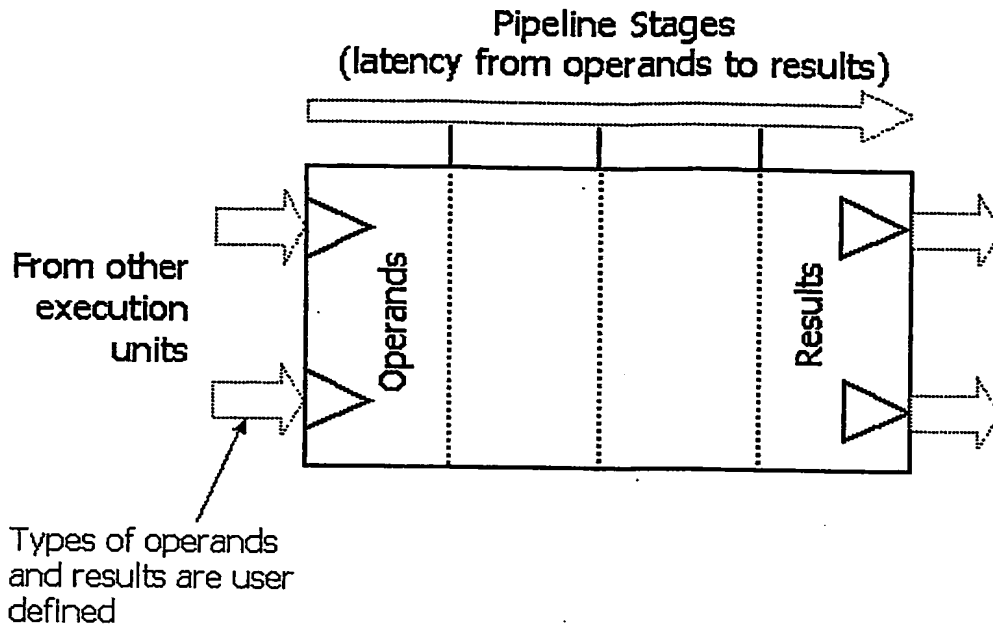 Pipeline Stages
(latency from operands to results)
From other
execution
units
Operands
Results
Types of operands
and results are user
defined